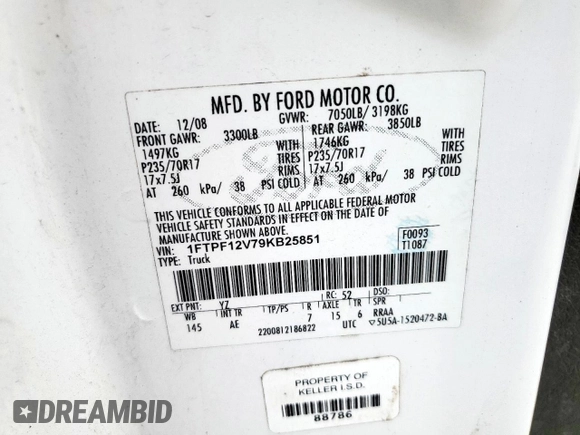 MFD. BY FORD MOTOR CO.
DATE: 12/08 GVWR: 7050LB/ 3198KG
FRONT GAWR: 3300LB REAR GAWR: 3850LB
1497KG WITH 1746KG WITH
P235/70R17 TIRES P235/70R17 TIRES
17x7.5J RIMS 17x7.5J RIMS
AT 260 kPa/ 38 PSI COLD AT 260 kPa/ 38 PSI COLD
THIS VEHICLE CONFORMS TO ALL APPLICABLE FEDERAL MOTOR
VEHICLE SAFETY STANDARDS IN EFFECT ON THE DATE OF
MANUFACTURE SHOWN ABOVE.
VIN: 1FTPF12V79KB25851 F0093
TYPE: Truck T1087
EXT PNT: YZ RC: 52 DSO:
WB INT TR TP/PS R AXLE TR SPR
145 AE 7 15 6 RRAA
2200812186822 UTC ▽5U5A-1520472-BA
Ford
PROPERTY OF
KELLER I.S.D.
88786
DREAMBID